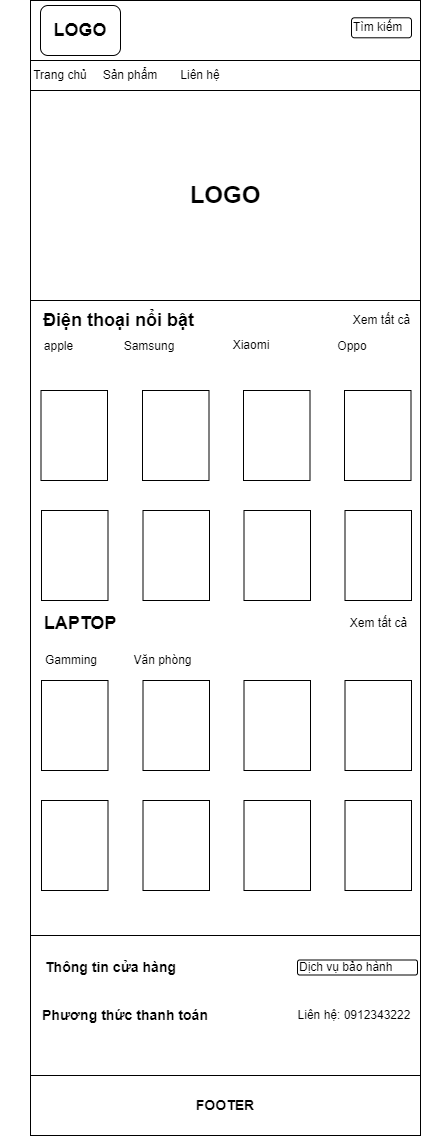 LOGO
Tìm kiếm
Trang chủ
Sản phẩm
Liên hệ
LOGO
Điện thoại nổi bật
Xem tất cả
apple
Samsung
Xiaomi
Oppo
LAPTOP
Xem tất cả
Gamming
Văn phòng
Thông tin cửa hàng
Dịch vụ bảo hành
Phương thức thanh toán
Liên hệ: 0912343222
FOOTER